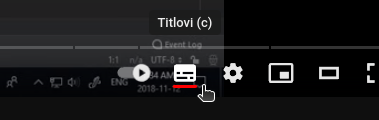 Titlovi (c)
Event Log
1:1 n/a UTF-8
ENG
2018-11-12